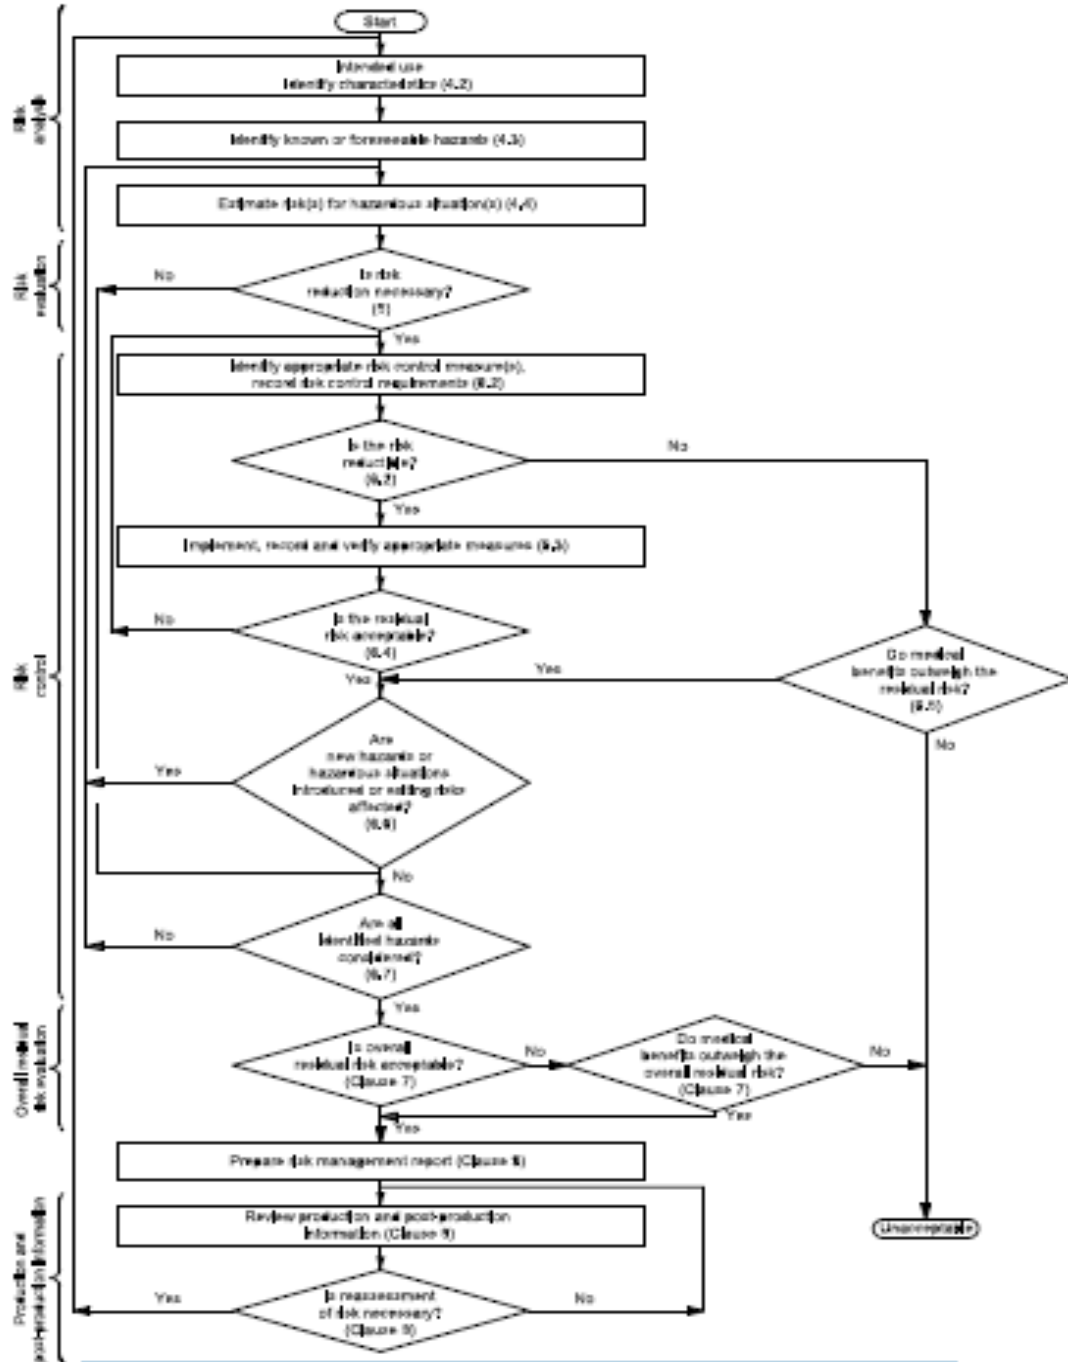 Start
Intended use
Identify characteristics (4.2)
Identify known or foreseeable hazards (4.3)
Estimate risk(s) for hazardous situation(s) (4.4)
Risk
analysis
Is risk
reduction necessary?
(5)
No
Yes
Risk
evaluation
Identify appropriate risk control measure(s),
record risk control requirements (6.2)
Is the risk
reducible?
(6.2)
No
Yes
Implement, record and verify appropriate measures (6.3)
Is the residual
risk acceptable?
(6.4)
No
Yes
Do medical
benefits outweigh the
residual risk?
(6.5)
Yes
No
Risk
control
Are
new hazards or
hazardous situations
introduced or exiting risks
affected?
(6.6)
Yes
No
Are all
identified hazards
considered?
(6.7)
No
Yes
Overall residual
risk evaluation
Is overall
residual risk acceptable?
(Clause 7)
No
Yes
Do medical
benefits outweigh the
overall residual risk?
(Clause 7)
No
Yes
Prepare risk management report (Clause 8)
Review production and post-production
information (Clause 9)
Unacceptable
Production and
post-production information
Is reassessment
of risk necessary?
(Clause 9)
Yes
No